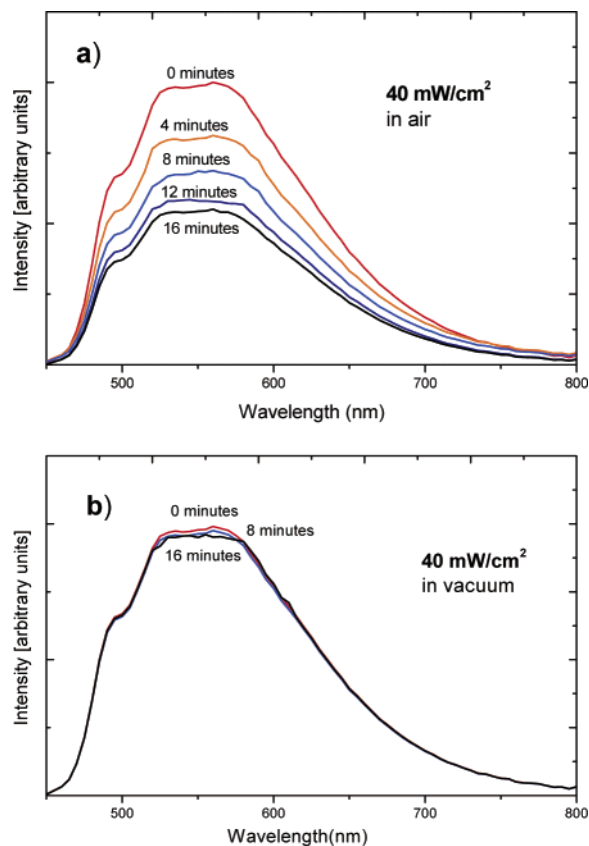 a)
0 minutes
40 mW/cm²
in air
4 minutes
8 minutes
12 minutes
16 minutes
Intensity [arbitrary units)
500 600 700 800
Wavelength (nm)
b)
0 minutes
8 minutes
16 minutes
40 mW/cm²
in vacuum
Intensity [arbitrary units]
500 600 700 800
Wavelength(nm)